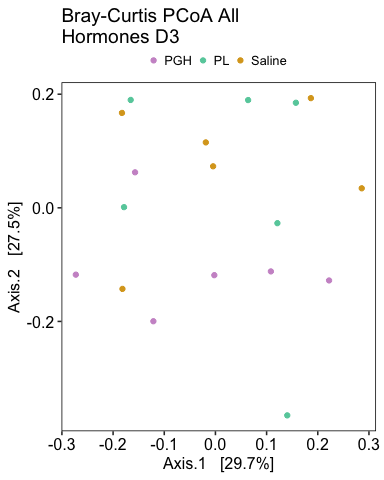 Bray-Curtis PCoA All
Hormones D3
PGH PL Saline
0.2
0.0
-0.2
Axis.2 [27.5%]
-0.3 -0.2 -0.1 0.0 0.1 0.2 0.3
Axis.1 [29.7%]